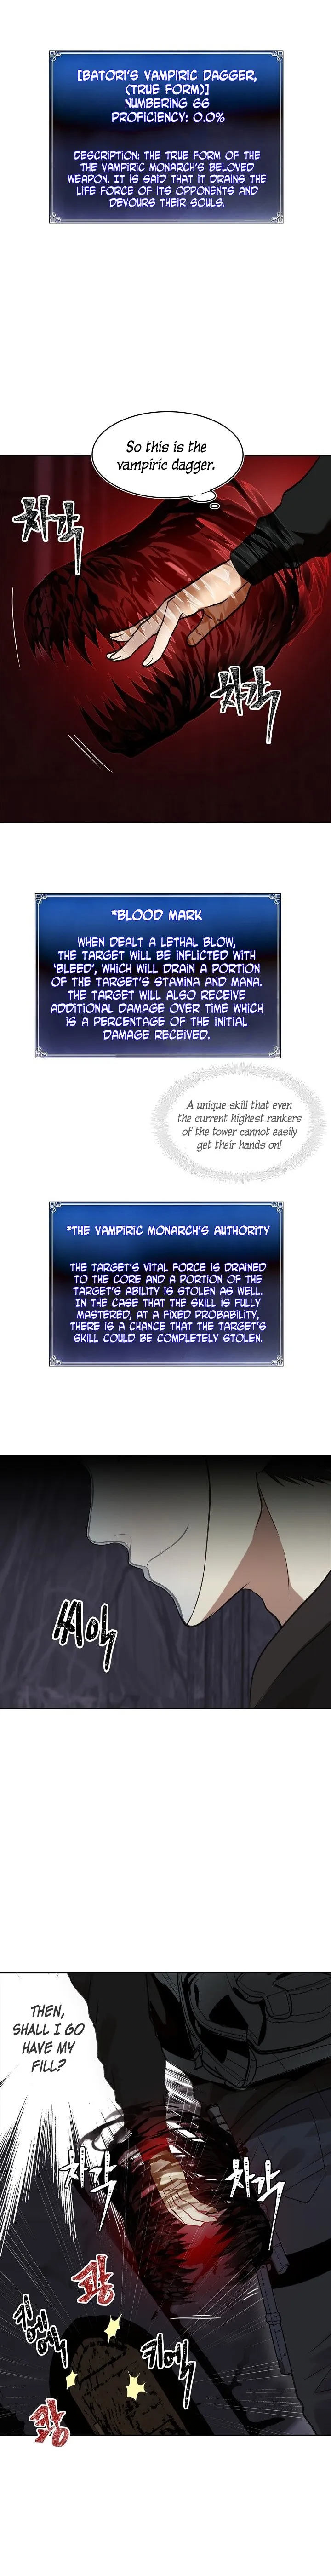 [BATORI'S VAMPIRIC DAGGER,
(TRUE FORM)]
NUMBERING 66
PROFICIENCY: 0.0%
DESCRIPTION: THE TRUE FORM OF THE
THE VAMPIRIC MONARCH'S BELOVED
WEAPON. IT IS SAID THAT IT DRAINS THE
LIFE FORCE OF ITS OPPONENTS AND
DEVOURS THEIR SOULS.
So this is the
vampiric dagger.
차각
차각
*BLOOD MARK
WHEN DEALT A LETHAL BLOW,
THE TARGET WILL BE INFLICTED WITH
'BLEED', WHICH WILL DRAIN A PORTION
OF THE TARGET'S STAMINA AND MANA.
THE TARGET WILL ALSO RECEIVE
ADDITIONAL DAMAGE OVER TIME WHICH
IS A PERCENTAGE OF THE INITIAL
DAMAGE RECEIVED.
A unique skill that even
the current highest rankers
of the tower cannot easily
get their hands on!
*THE VAMPIRIC MONARCH'S AUTHORITY
THE TARGET'S VITAL FORCE IS DRAINED
TO THE CORE AND A PORTION OF THE
TARGET'S ABILITY IS STOLEN AS WELL.
IN THE CASE THAT THE SKILL IS FULLY
MASTERED, AT A FIXED PROBABILITY,
THERE IS A CHANCE THAT THE TARGET'S
SKILL COULD BE COMPLETELY STOLEN.
THEN,
SHALL I GO
HAVE MY
FILL?
차각
차각
쾅
쾅